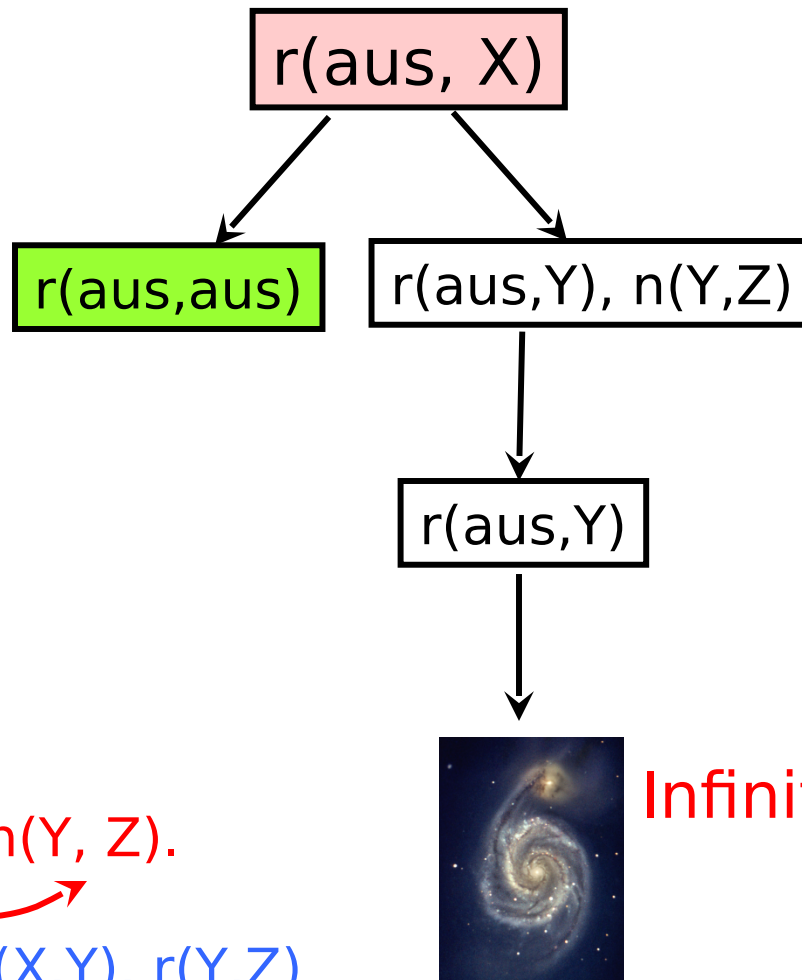 r(aus, X)
r(aus,aus)
r(aus,Y), n(Y,Z)
r(aus,Y)
n(Y, Z).
(X,Y), r(Y,Z)